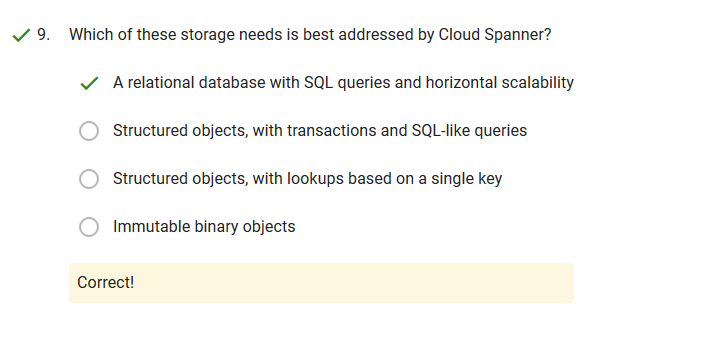 9. Which of these storage needs is best addressed by Cloud Spanner?
A relational database with SQL queries and horizontal scalability
Structured objects, with transactions and SQL-like queries
Structured objects, with lookups based on a single key
Immutable binary objects
Correct!